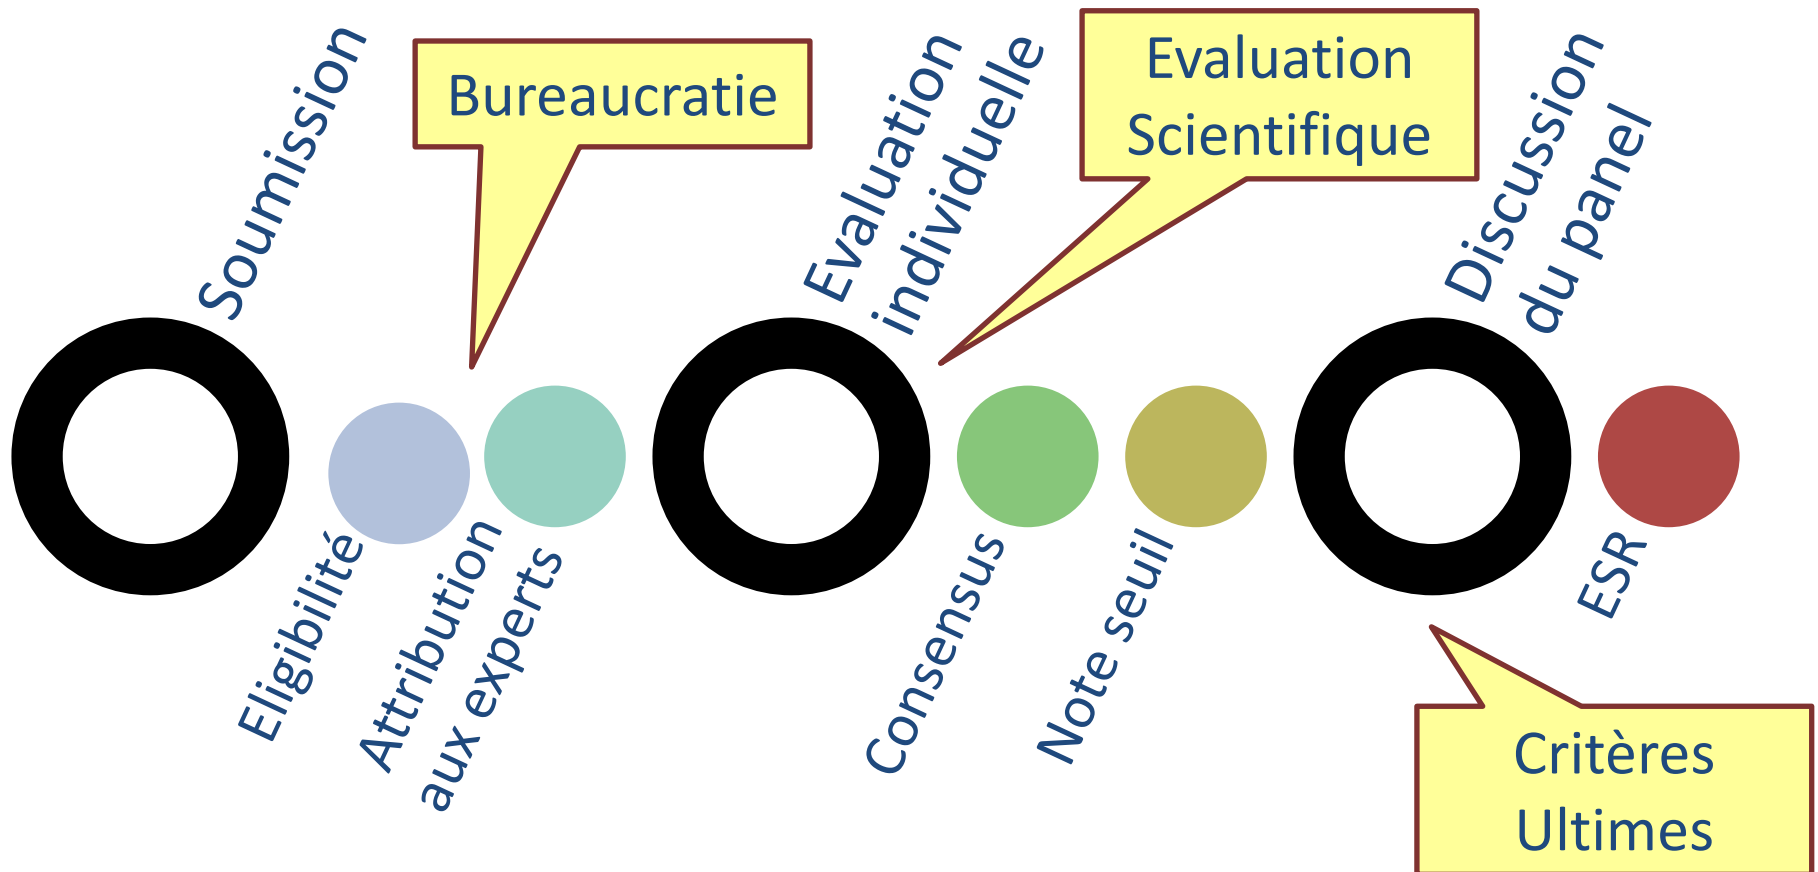 Soumission
Bureaucratie
Evaluation
individuelle
Evaluation
Scientifique
Discussion
du panel
Eligibilité
Attribution
aux experts
Consensus
Note seuil
ESR
Critères
Ultimes